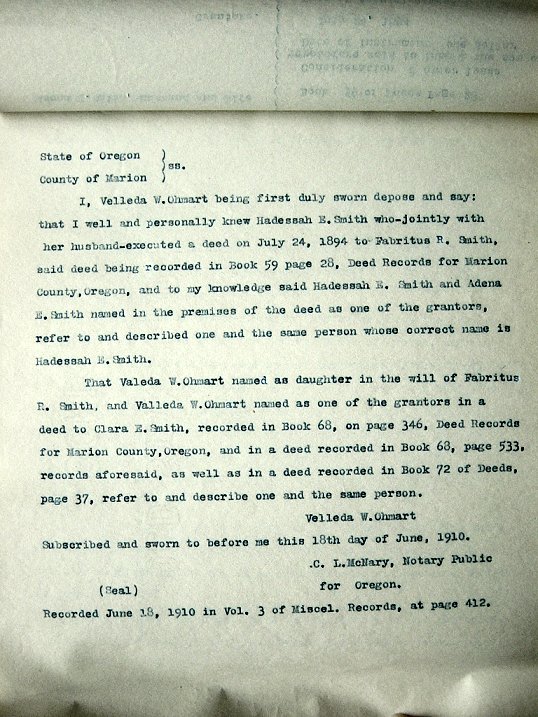 State of Oregon )
)ss.
County of Marion )
I, Velleda W.Ohmart being first duly sworn depose and say:
that I well and personally knew Hadessah E.Smith who-jointly with
her husband-executed a deed on July 24, 1894 to Fabritus R. Smith,
said deed being recorded in Book 59 page 28, Deed Records for Marion
County,Oregon, and to my knowledge said Hadessah E. Smith and Adena
E.Smith named in the premises of the deed as one of the grantors,
refer to and described one and the same person whose correct name is
Hadessah E.Smith.
That Valeda W.Ohmart named as daughter in the will of Fabritus
R. Smith, and Valleda W.Ohmart named as one of the grantors in a
deed to Clara E.Smith, recorded in Book 68, on page 346, Deed Records
for Marion County,Oregon, and in a deed recorded in Book 68, page 533,
records aforesaid, as well as in a deed recorded in Book 72 of Deeds,
page 37, refer to and describe one and the same person.
Velleda W.Ohmart
Subscribed and sworn to before me this 18th day of June, 1910.
.C. L.McNary, Notary Public
(Seal) for Oregon.
Recorded June 18, 1910 in Vol. 3 of Miscel. Records, at page 412.